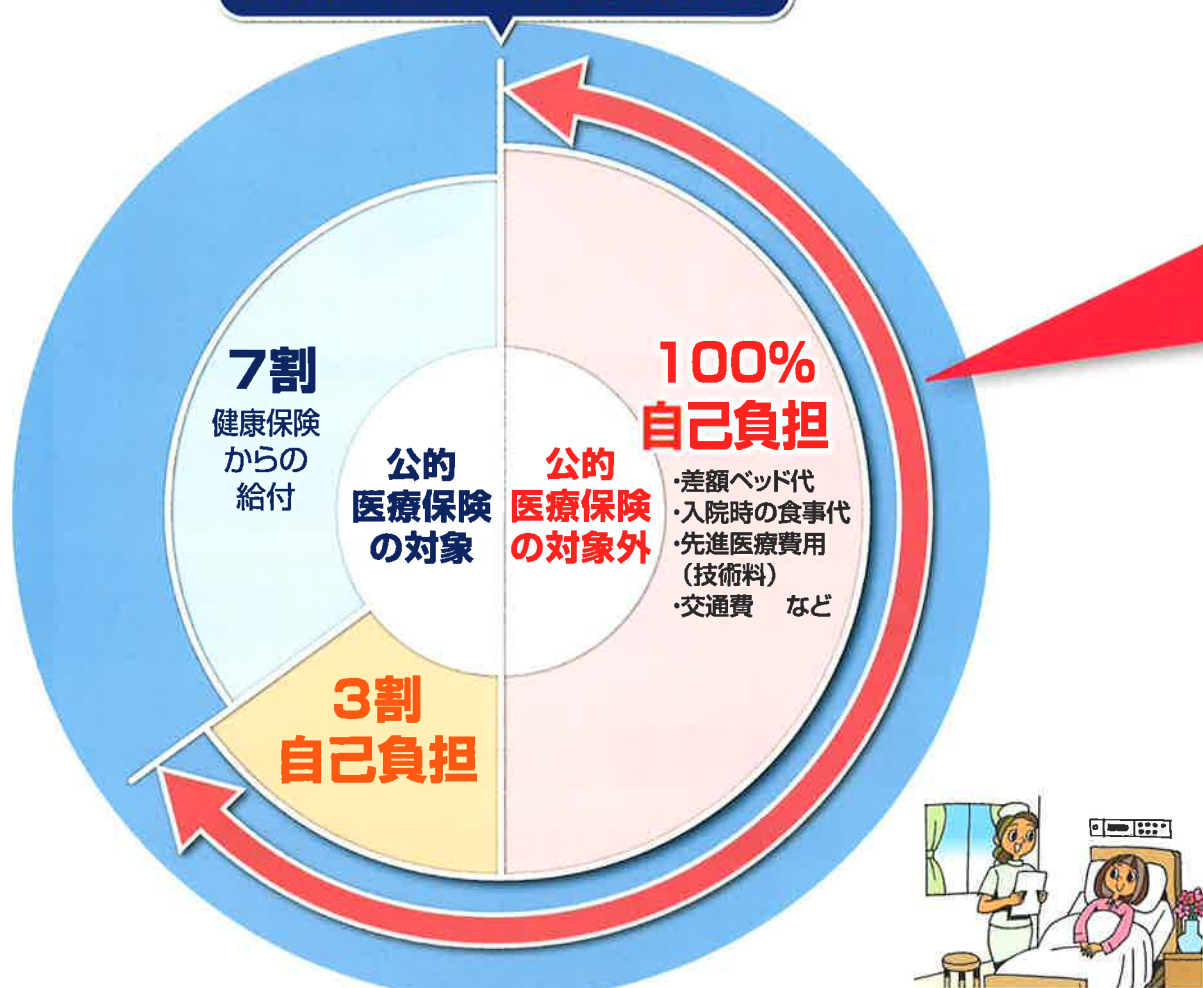 7割
健康保険
からの
給付
公的
医療保険
の対象
公的
医療保険
の対象外
100%
自己負担
・差額ベッド代
・入院時の食事代
・先進医療費用
（技術料）
・交通費　など
3割
自己負担